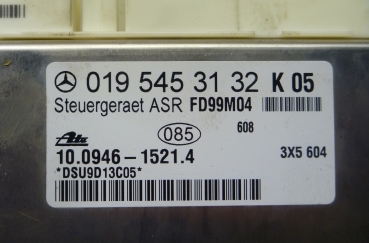 019 545 31 32 K 05
Steuergeraet ASR FD99M04
Ate 085 608
10.0946-1521.4 3X5 604
*DSU9D13C05*